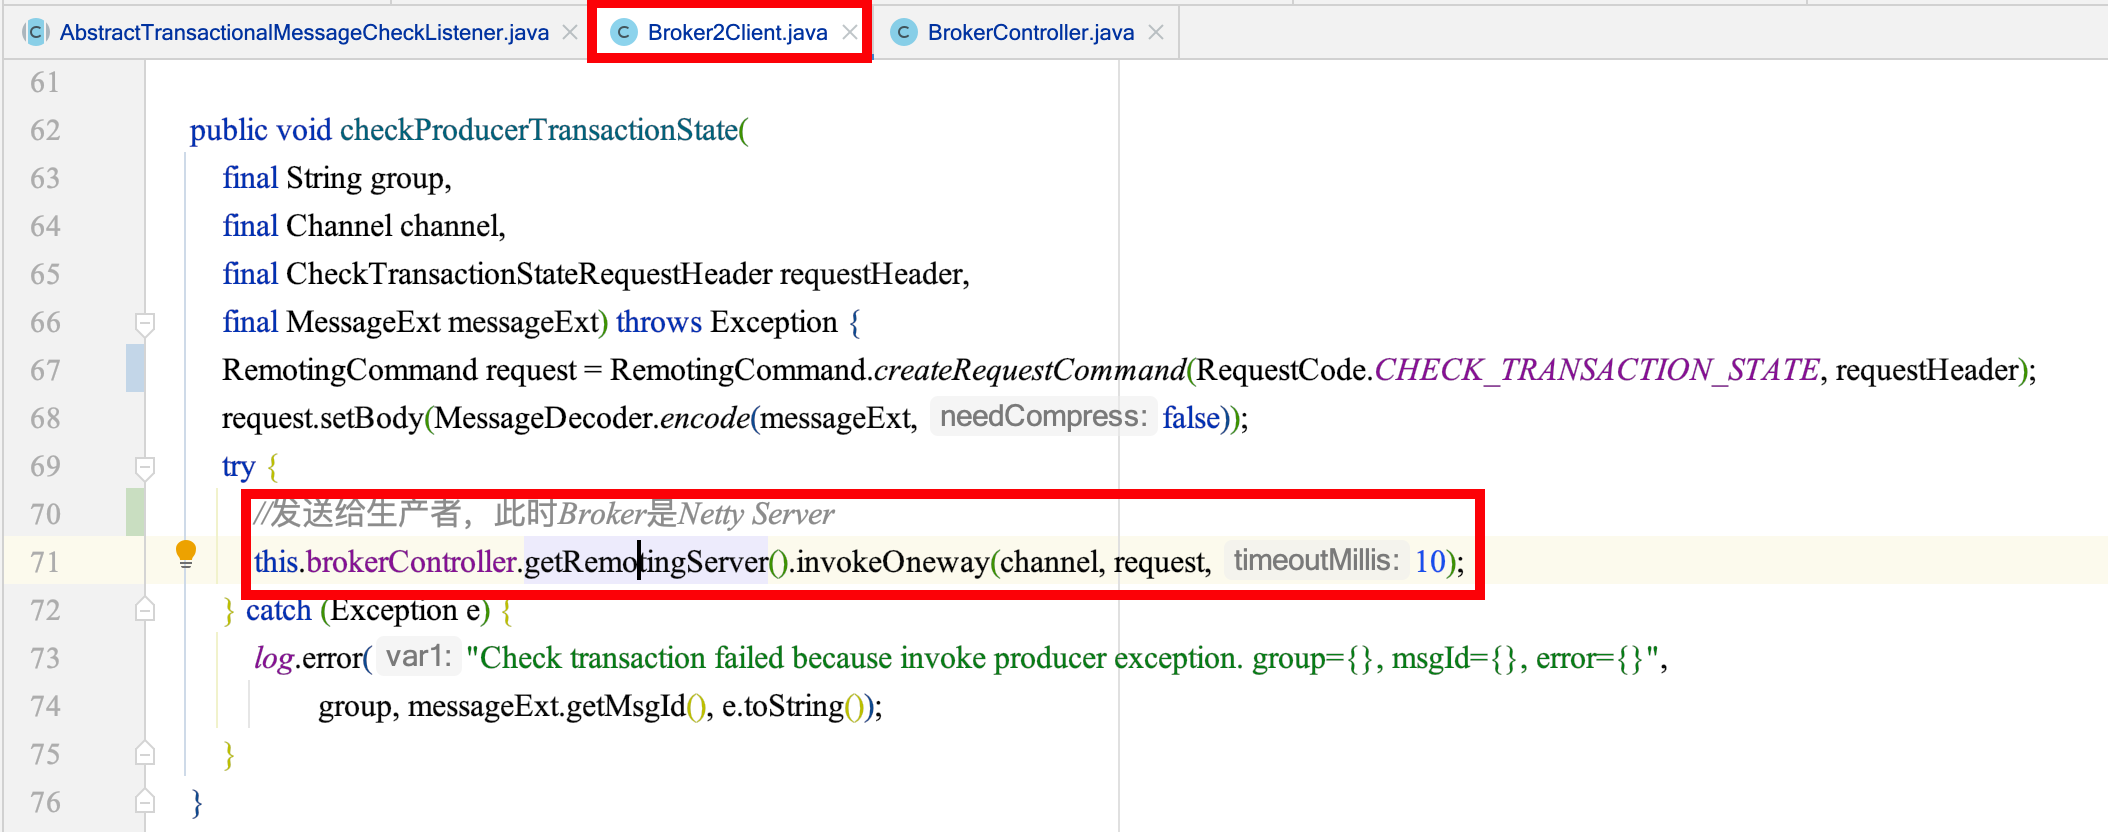 AbstractTransactionalMessageCheckListener.java Broker2Client.java BrokerController.java
61
62 public void checkProducerTransactionState(
63 final String group,
64 final Channel channel,
65 final CheckTransactionStateRequestHeader requestHeader,
66 final MessageExt messageExt) throws Exception {
67 RemotingCommand request = RemotingCommand.createRequestCommand(RequestCode.CHECK_TRANSACTION_STATE, requestHeader);
68 request.setBody(MessageDecoder.encode(messageExt, needCompress: false));
69 try {
70 //发送给生产者，此时Broker是Netty Server
71 this.brokerController.getRemotingServer().invokeOneway(channel, request, timeoutMillis: 10);
72 } catch (Exception e) {
73 log.error( var1: "Check transaction failed because invoke producer exception. group={}, msgId={}, error={}",
74 group, messageExt.getMsgId(), e.toString());
75 }
76 }